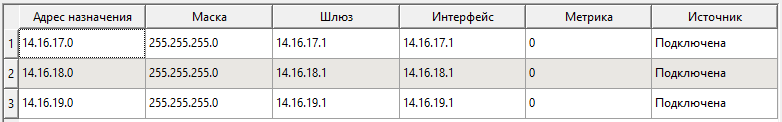 Адрес назначения Маска Шлюз Интерфейс Метрика Источник
1 14.16.17.0 255.255.255.0 14.16.17.1 14.16.17.1 0 Подключена
2 14.16.18.0 255.255.255.0 14.16.18.1 14.16.18.1 0 Подключена
3 14.16.19.0 255.255.255.0 14.16.19.1 14.16.19.1 0 Подключена